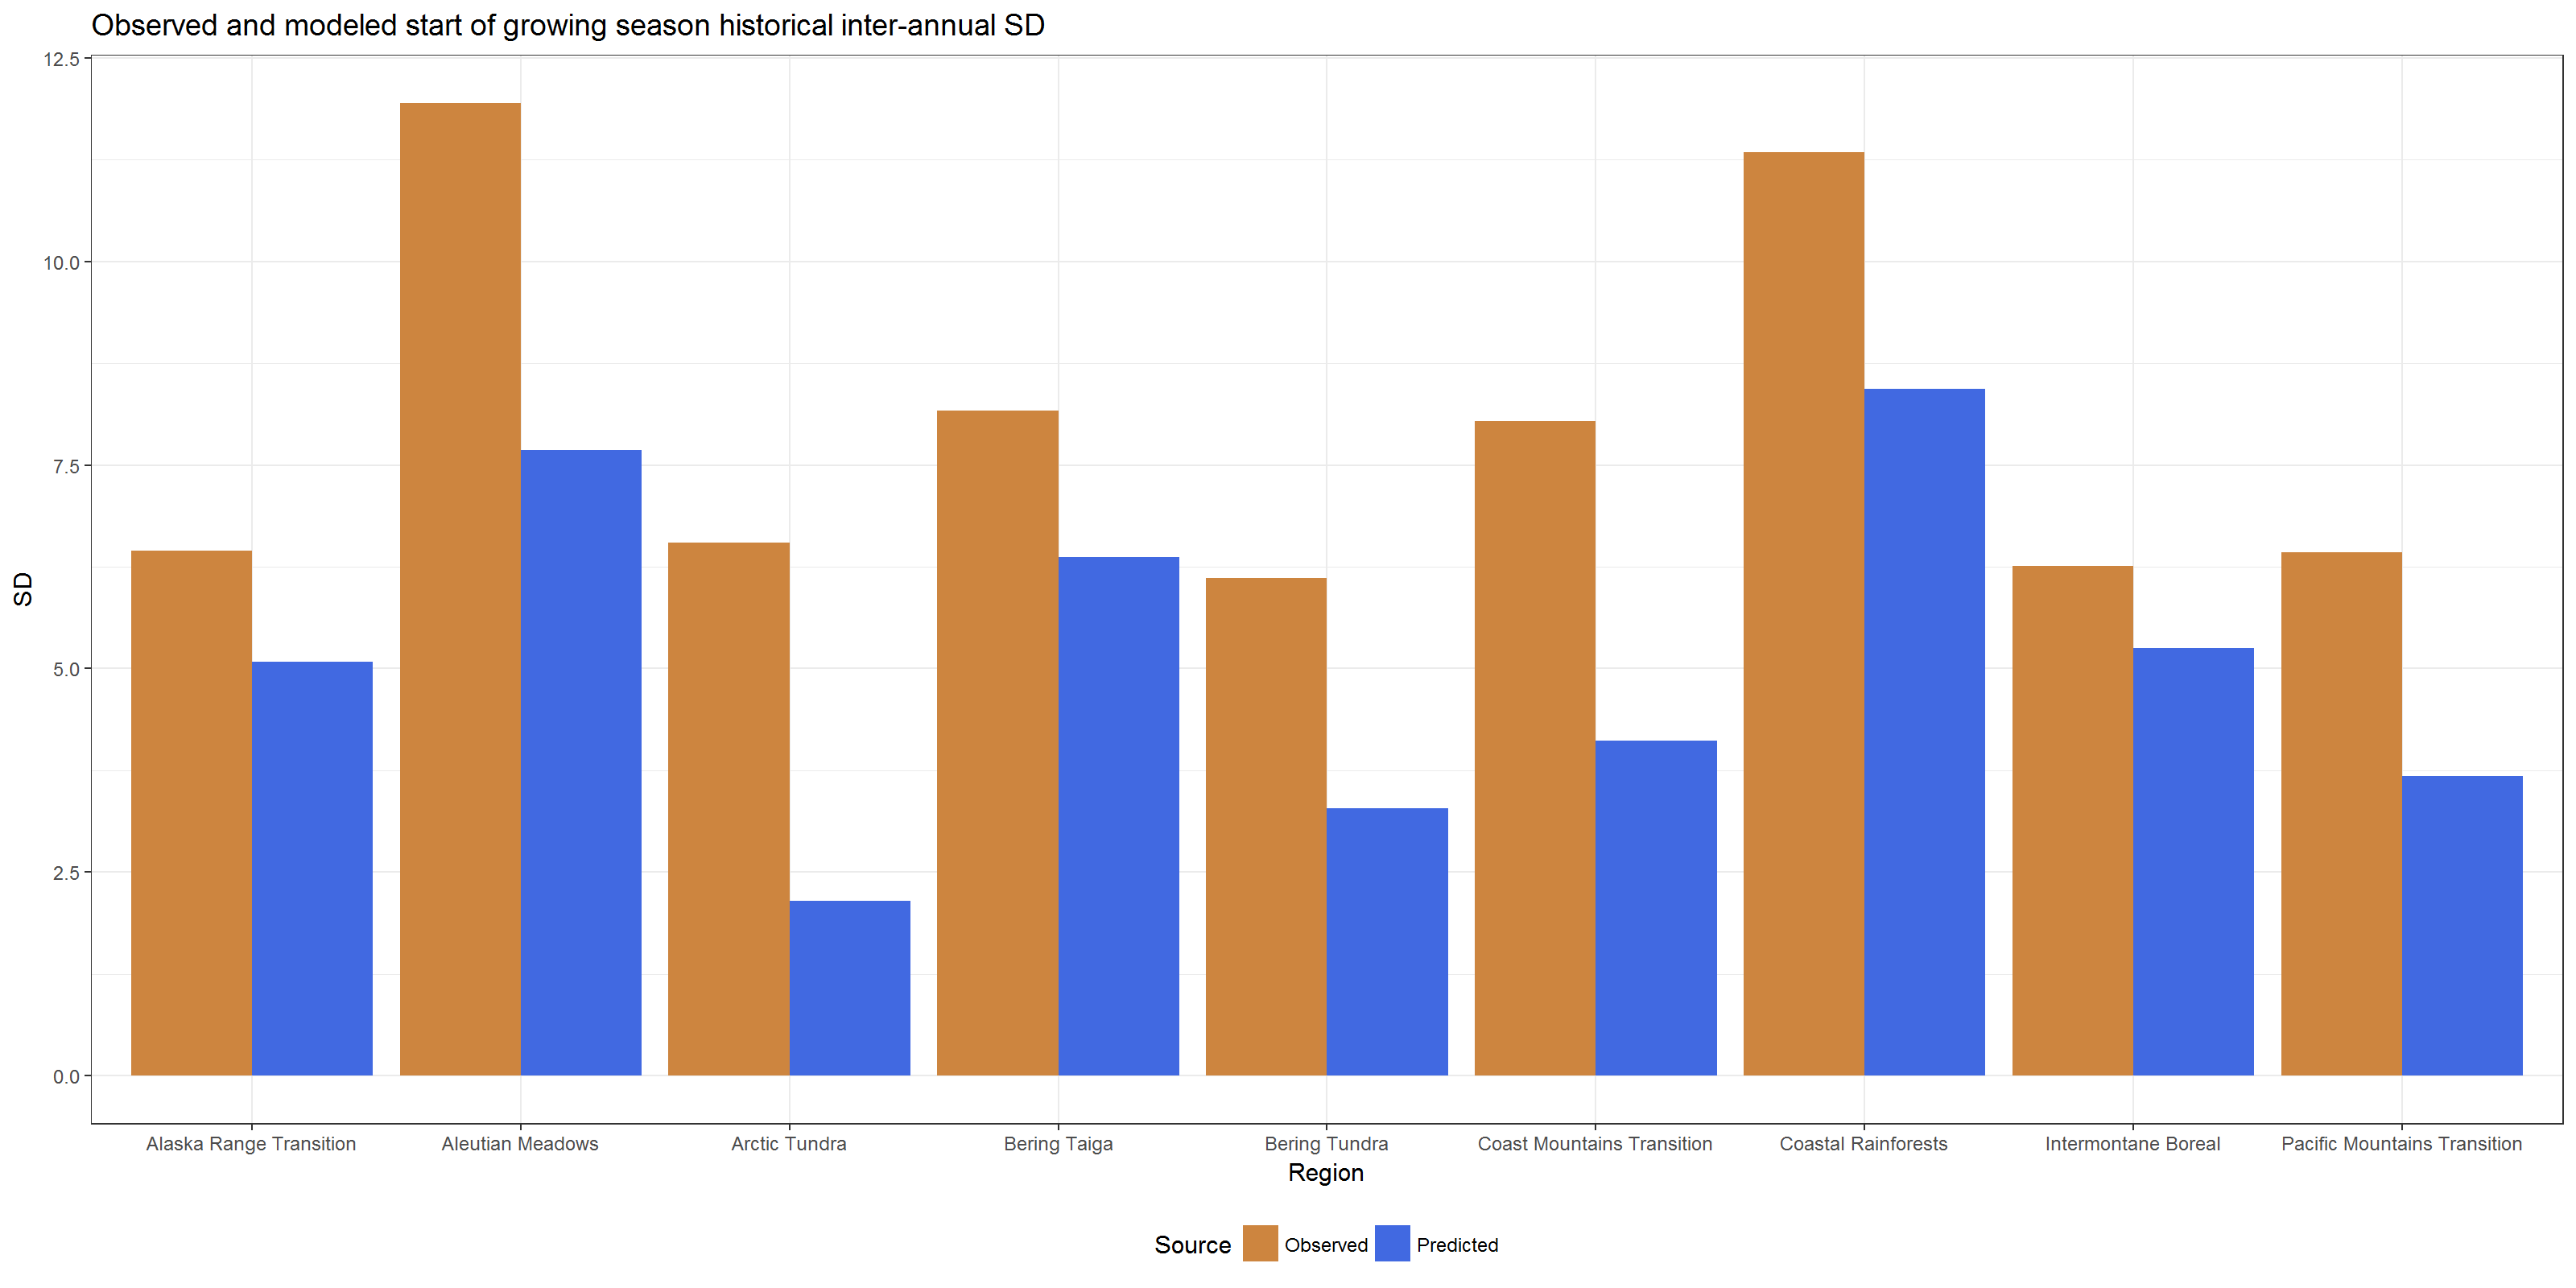 Observed and modeled start of growing season historical inter-annual SD
12.5
10.0
7.5
5.0
2.5
0.0
SD
Alaska Range Transition Aleutian Meadows Arctic Tundra Bering Taiga Bering Tundra Coast Mountains Transition Coastal Rainforests Intermontane Boreal Pacific Mountains Transition
Region
Source Observed Predicted